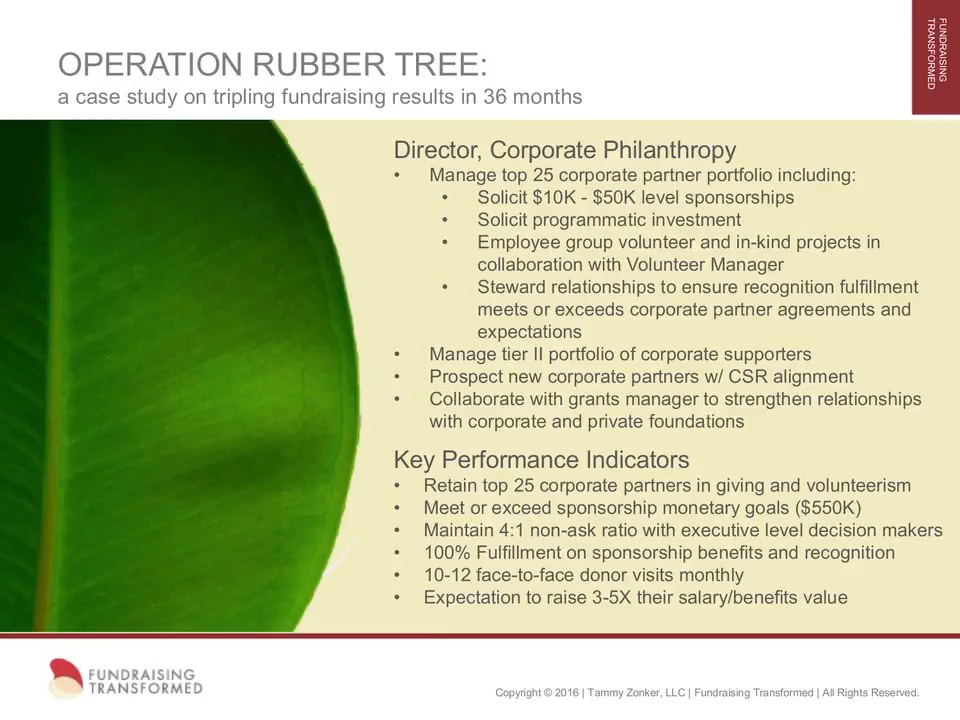 FUNDRAISING
TRANSFORMED
OPERATION RUBBER TREE:
a case study on tripling fundraising results in 36 months
Director, Corporate Philanthropy
• Manage top 25 corporate partner portfolio including:
• Solicit $10K - $50K level sponsorships
• Solicit programmatic investment
• Employee group volunteer and in-kind projects in
collaboration with Volunteer Manager
• Steward relationships to ensure recognition fulfillment
meets or exceeds corporate partner agreements and
expectations
• Manage tier II portfolio of corporate supporters
• Prospect new corporate partners w/ CSR alignment
• Collaborate with grants manager to strengthen relationships
with corporate and private foundations
Key Performance Indicators
• Retain top 25 corporate partners in giving and volunteerism
• Meet or exceed sponsorship monetary goals ($550K)
• Maintain 4:1 non-ask ratio with executive level decision makers
• 100% Fulfillment on sponsorship benefits and recognition
• 10-12 face-to-face donor visits monthly
• Expectation to raise 3-5X their salary/benefits value
FUNDRAISING
TRANSFORMED
Copyright © 2016 | Tammy Zonker, LLC | Fundraising Transformed | All Rights Reserved.